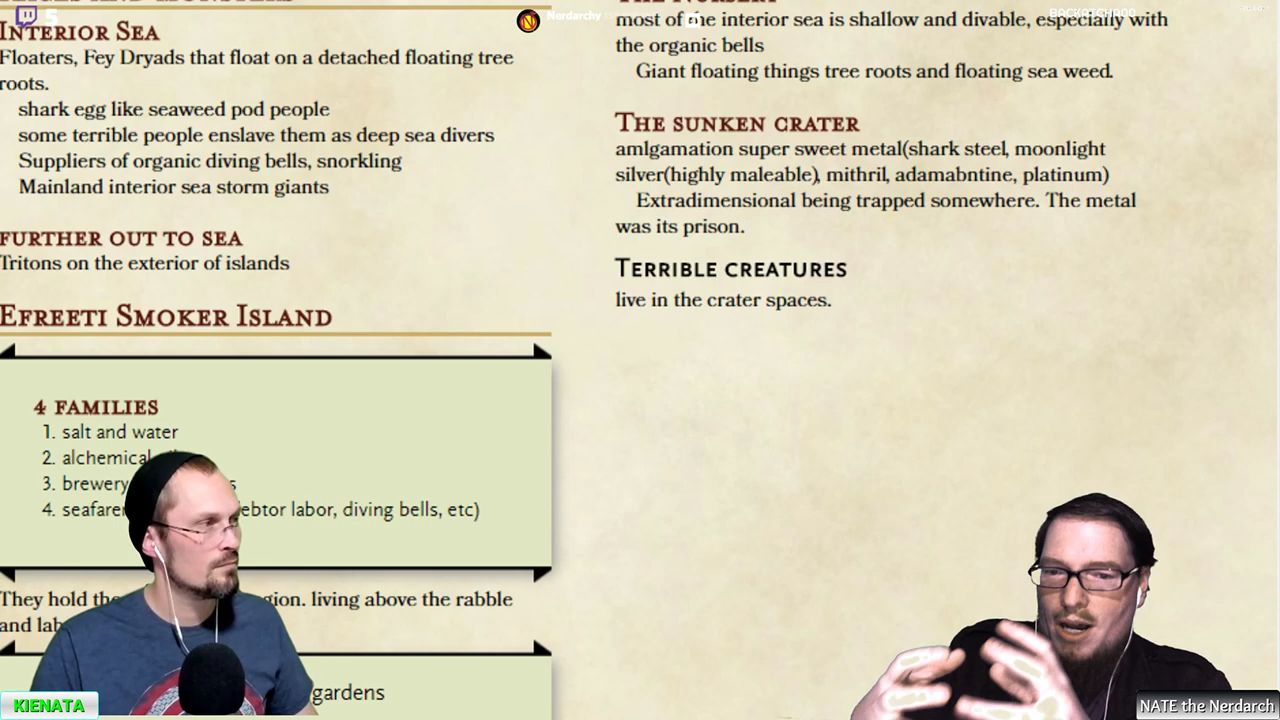 5
Nerdarchy
BACKATCHA00
INTERIOR SEA
Floaters, Fey Dryads that float on a detached floating tree
roots.
shark egg like seaweed pod people
some terrible people enslave them as deep sea divers
Suppliers of organic diving bells, snorkling
Mainland interior sea storm giants
FURTHER OUT TO SEA
Tritons on the exterior of islands
EFREETI SMOKER ISLAND
4 FAMILIES
1. salt and water
2. alchemical
3. brewery
4. seafare ebtor labor, diving bells, etc)
They hold the gion. living above the rabble
and lab
gardens
most of the interior sea is shallow and divable, especially with
the organic bells
Giant floating things tree roots and floating sea weed.
THE SUNKEN CRATER
amlgamation super sweet metal(shark steel, moonlight
silver(highly maleable), mithril, adamabntine, platinum)
Extradimensional being trapped somewhere. The metal
was its prison.
TERRIBLE CREATURES
live in the crater spaces.
KIENATA
NATE the Nerdarch